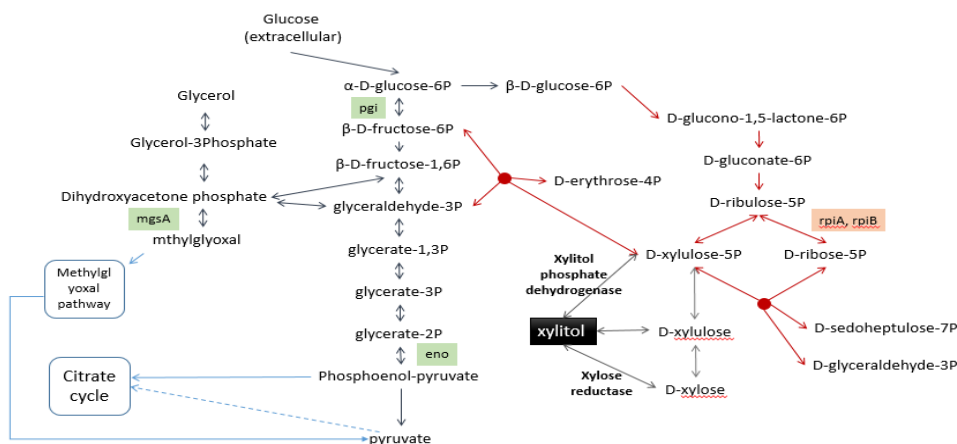 Glucose
(extracellular)
α-D-glucose-6P
β-D-glucose-6P
pgi
Glycerol
D-glucono-1,5-lactone-6P
β-D-fructose-6P
Glycerol-3Phosphate
D-gluconate-6P
β-D-fructose-1,6P
D-erythrose-4P
Dihydroxyacetone phosphate
glyceraldehyde-3P
D-ribulose-5P
mgsA
rpiA, rpiB
mthylglyoxal
glycerate-1,3P
Xylitol
phosphate
dehydrogenase
D-xylulose-5P
D-ribose-5P
Methylgl
yoxal
pathway
glycerate-3P
glycerate-2P
xylitol
D-xylulose
D-sedoheptulose-7P
eno
Citrate
cycle
Phosphoenol-pyruvate
Xylose
reductase
D-xylose
D-glyceraldehyde-3P
pyruvate